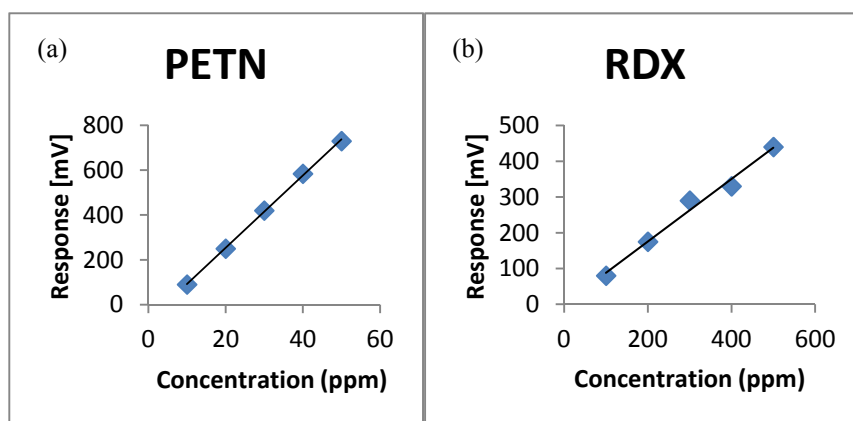 (a)
PETN
Response [mV]
800
600
400
200
0
0 20 40 60
Concentration (ppm)
(b)
RDX
Response [mV]
500
400
300
200
100
0
0 200 400 600
Concentration (ppm)